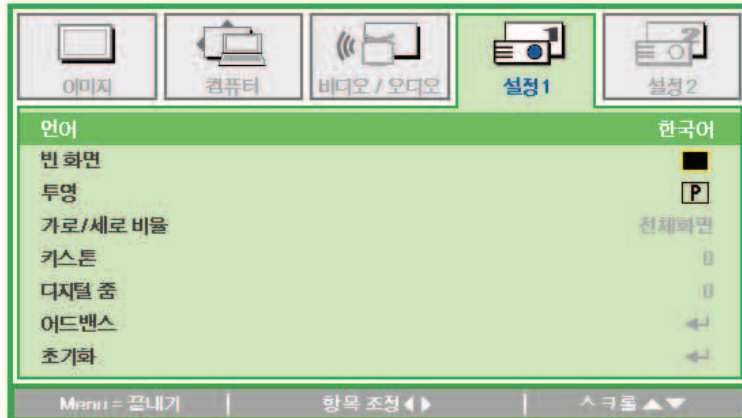 이미지
컴퓨터
비디오 / 오디오
설정1
설정2
언어 한국어
빈 화면
투영 P
가로/세로 비율 전체화면
키스톤 0
디지털 줌 0
어드밴스
초기화
Menu = 끝내기 | 항목 조정 ◀ ▶ | 스크롤 ▲▼